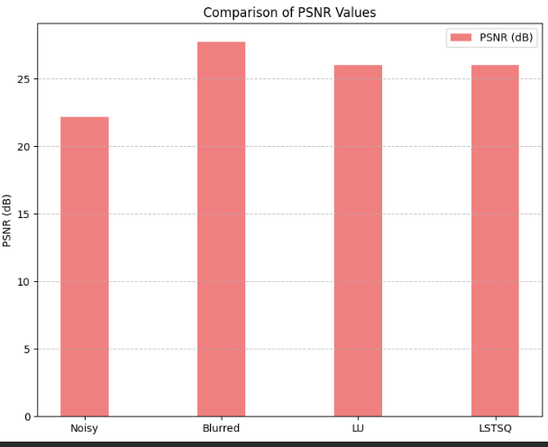 Comparison of PSNR Values
PSNR (dB)
PSNR (dB)
25
20
15
10
5
0
Noisy Blurred LU LSTSQ